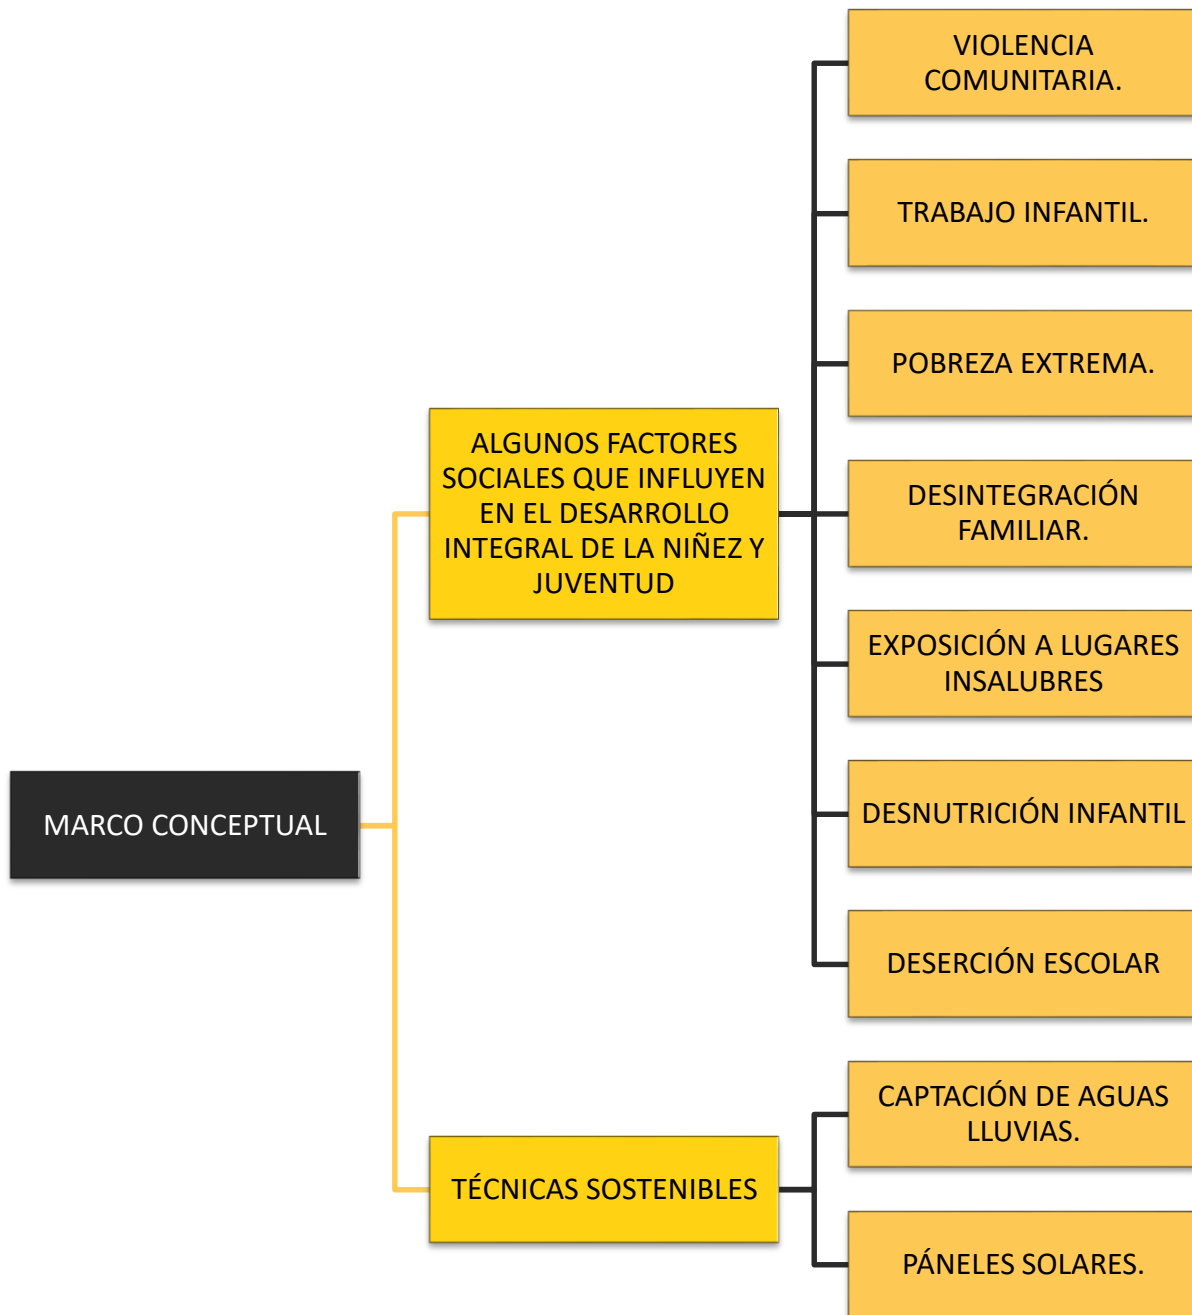 MARCO CONCEPTUAL
ALGUNOS FACTORES
SOCIALES QUE INFLUYEN
EN EL DESARROLLO
INTEGRAL DE LA NIÑEZ Y
JUVENTUD
VIOLENCIA
COMUNITARIA.
TRABAJO INFANTIL.
POBREZA EXTREMA.
DESINTEGRACIÓN
FAMILIAR.
EXPOSICIÓN A LUGARES
INSALUBRES
DESNUTRICIÓN INFANTIL
DESERCIÓN ESCOLAR
TÉCNICAS SOSTENIBLES
CAPTACIÓN DE AGUAS
LLUVIAS.
PÁNELES SOLARES.